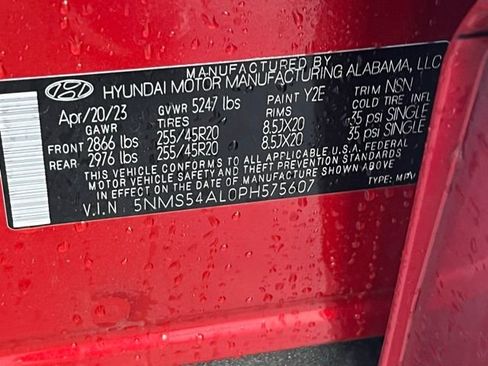 MANUFACTURED BY
HYUNDAI MOTOR MANUFACTURING ALABAMA, LLC
Apr/20/23 GVWR 5247 lbs PAINT Y2E TRIM NSN
GAWR TIRES RIMS COLD TIRE INFL
FRONT 2866 lbs 255/45R20 8.5JX20 35 psi SINGLE
REAR 2976 lbs 255/45R20 8.5JX20 35 psi SINGLE
THIS VEHICLE CONFORMS TO ALL APPLICABLE U.S.A. FEDERAL
MOTOR VEHICLE SAFETY AND THEFT PREVENTION STANDARDS
IN EFFECT ON THE DATE OF MANUFACTURE SHOWN ABOVE.
V.I.N 5NMS54AL0PH575607 TYPE: MPV